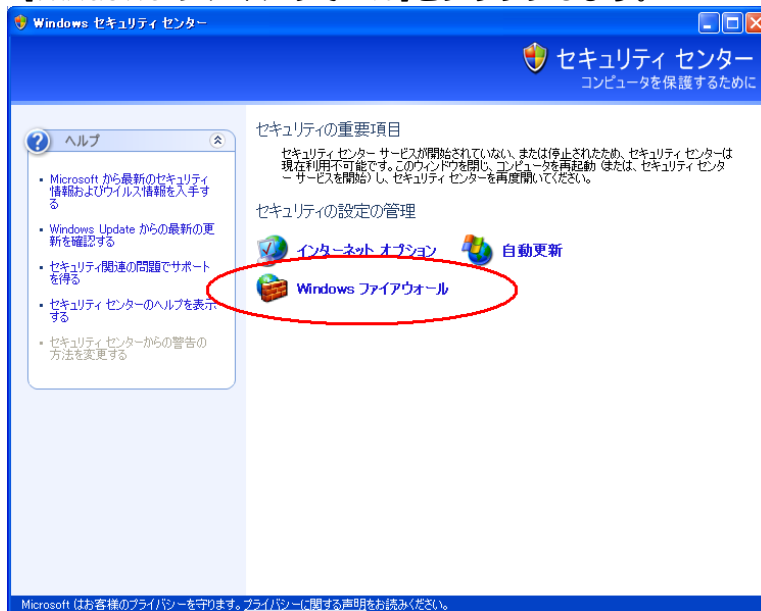 Windows セキュリティ センター
セキュリティ センター
コンピュータを保護するために
ヘルプ
• Microsoft から最新のセキュリティ
情報およびウイルス情報を入手す
る
• Windows Update からの最新の更
新を確認する
• セキュリティ関連の問題でサポート
を得る
• セキュリティ センターのヘルプを表示
する
• セキュリティ センターからの警告の
方法を変更する
セキュリティの重要項目
セキュリティ センター サービスが開始されていない、または停止されたため、セキュリティ センターは
現在利用不可能です。このウィンドウを閉じ、コンピュータを再起動 (または、セキュリティ センタ
ー サービスを開始) し、セキュリティ センターを再度開いてください。
セキュリティの設定の管理
インターネット オプション
自動更新
Windows ファイアウォール
Microsoft はお客様のプライバシーを守ります。プライバシーに関する声明をお読みください。